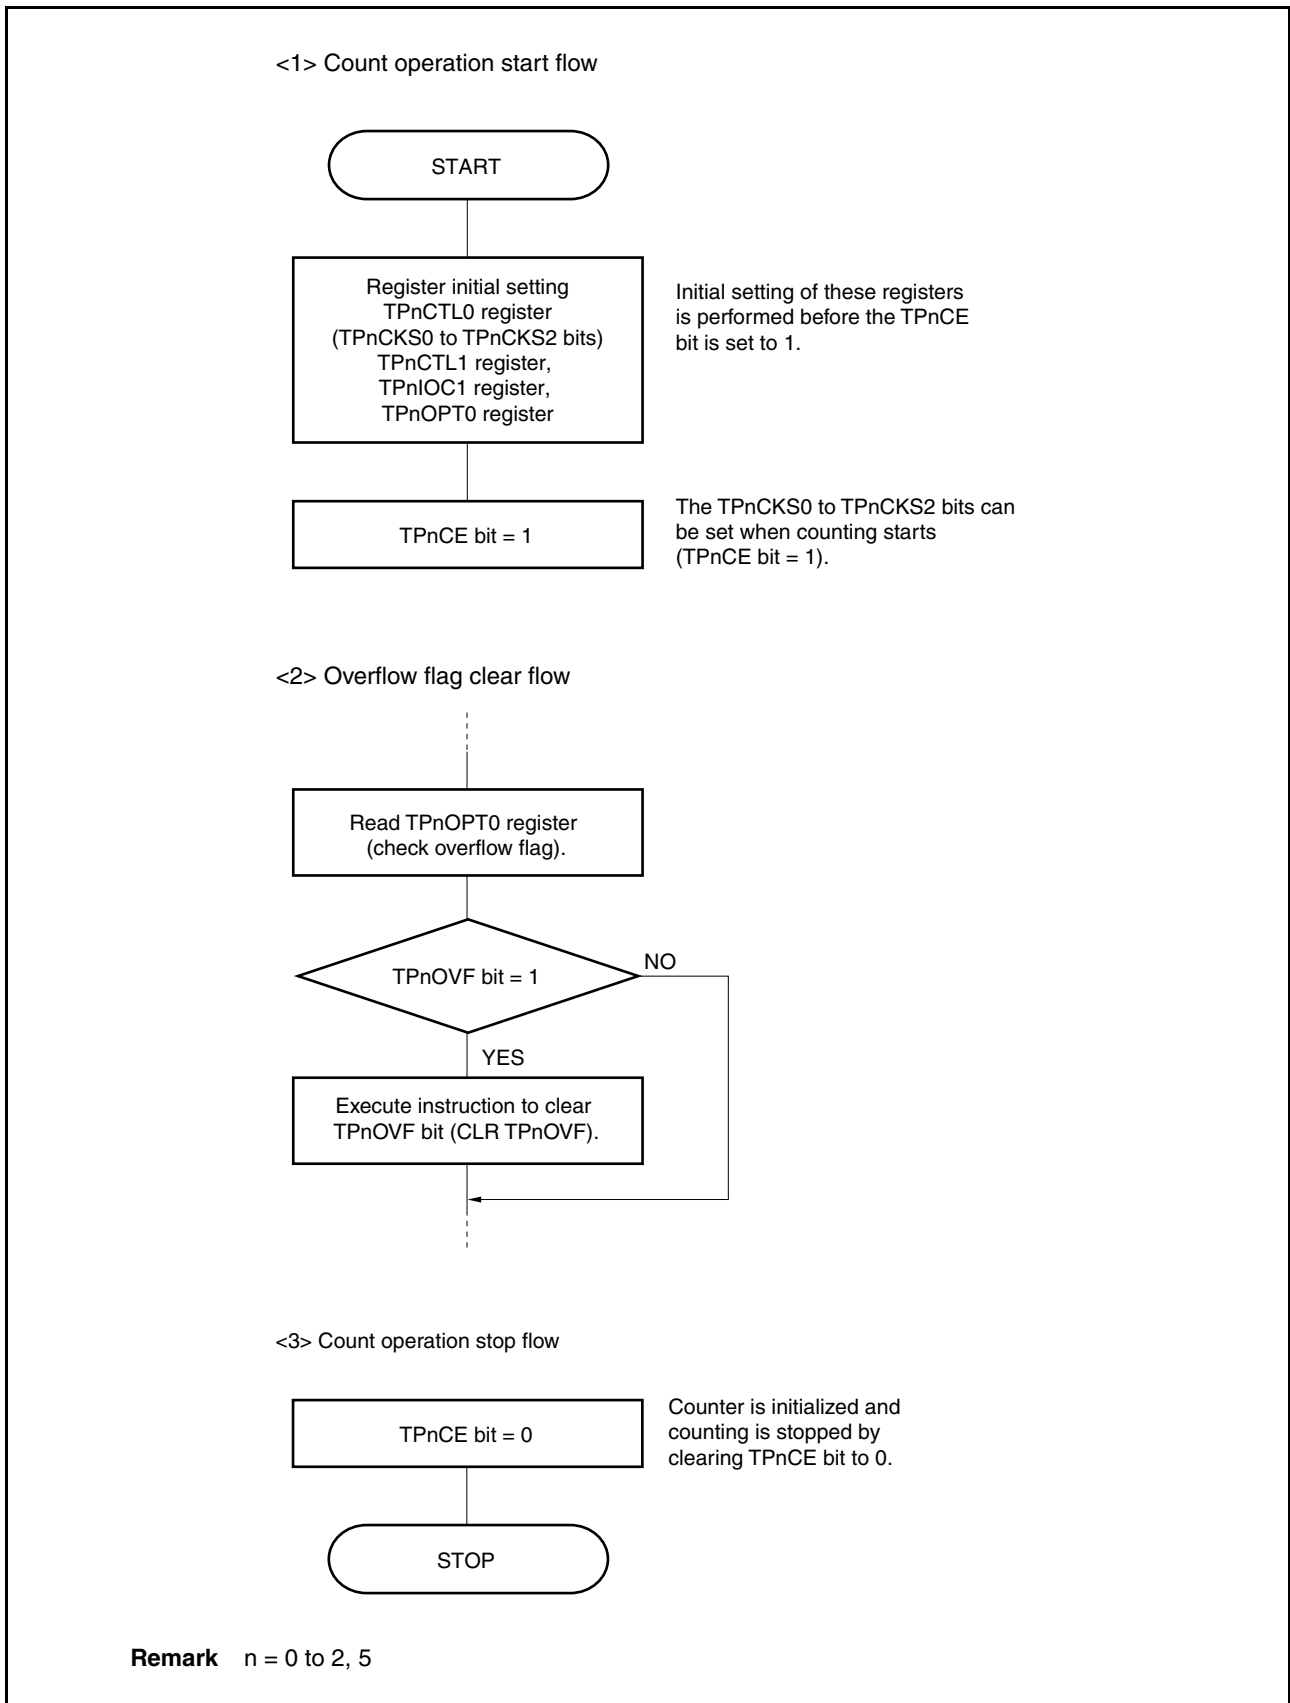 <1> Count operation start flow
START
Register initial setting
TPnCTL0 register
(TPnCKS0 to TPnCKS2 bits)
TPnCTL1 register,
TPnIOC1 register,
TPnOPT0 register
Initial setting of these registers
is performed before the TPnCE
bit is set to 1.
TPnCE bit = 1
The TPnCKS0 to TPnCKS2 bits can
be set when counting starts
(TPnCE bit = 1).
<2> Overflow flag clear flow
Read TPnOPT0 register
(check overflow flag).
TPnOVF bit = 1
NO
YES
Execute instruction to clear
TPnOVF bit (CLR TPnOVF).
<3> Count operation stop flow
TPnCE bit = 0
Counter is initialized and
counting is stopped by
clearing TPnCE bit to 0.
STOP
Remark n = 0 to 2, 5